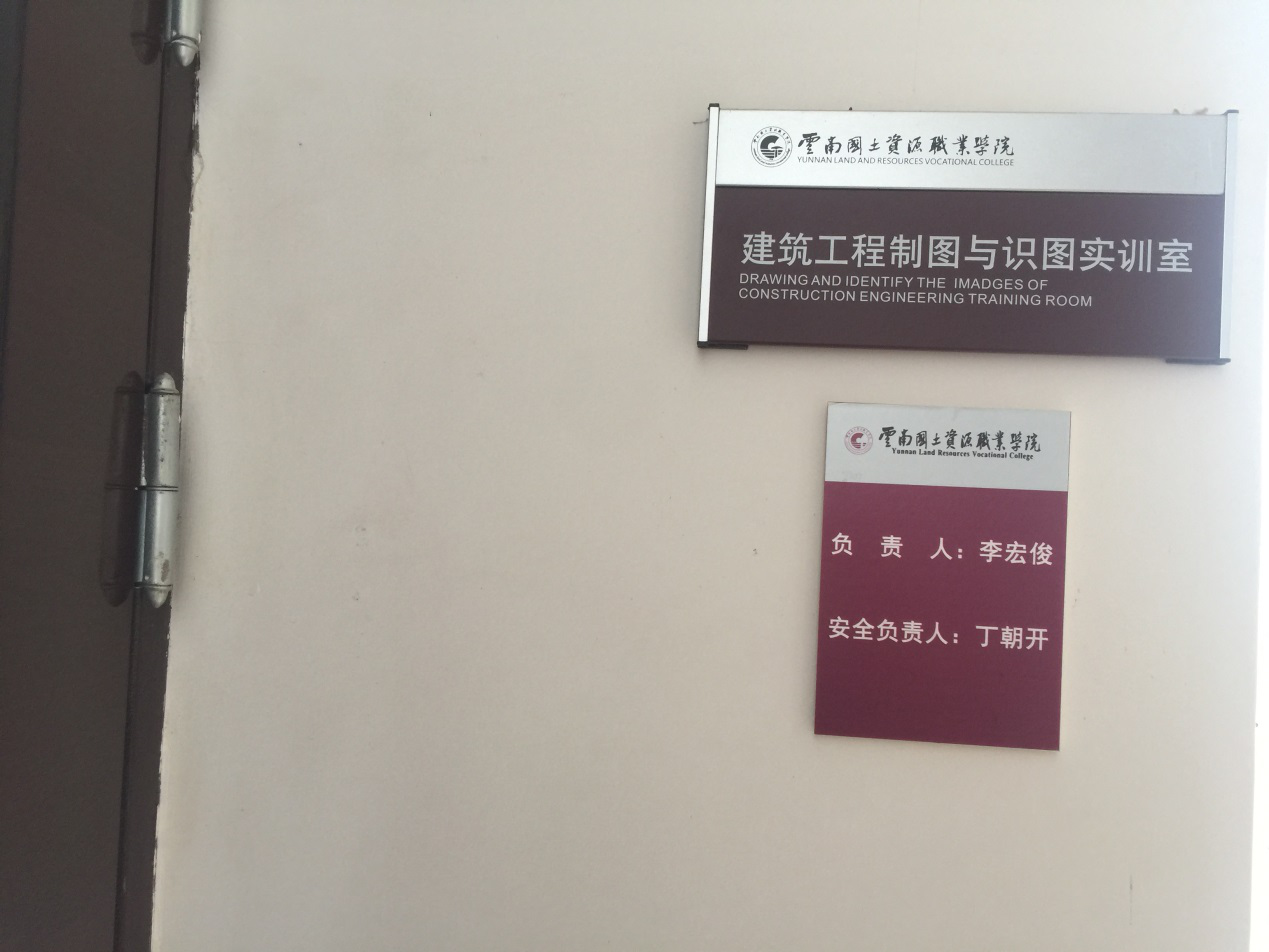 雲南國土資源職業學院
YUNNAN LAND AND RESOURCES VOCATIONAL COLLEGE
建筑工程制图与识图实训室
DRAWING AND IDENTIFY THE IMADGES OF
CONSTRUCTION ENGINEERING TRAINING ROOM
雲南國土資源職業學院
Yunnan Land Resources Vocational College
负责人：李宏俊
安全负责人：丁朝开